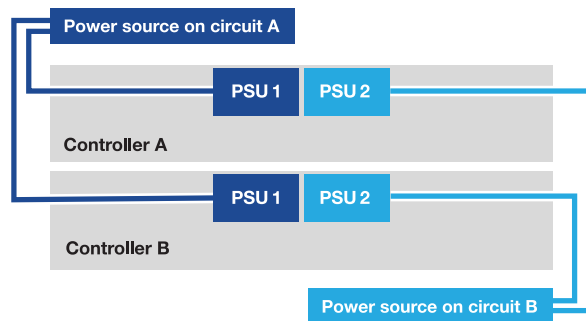 Power source on circuit A
PSU 1
PSU 2
Controller A
PSU 1
PSU 2
Controller B
Power source on circuit B